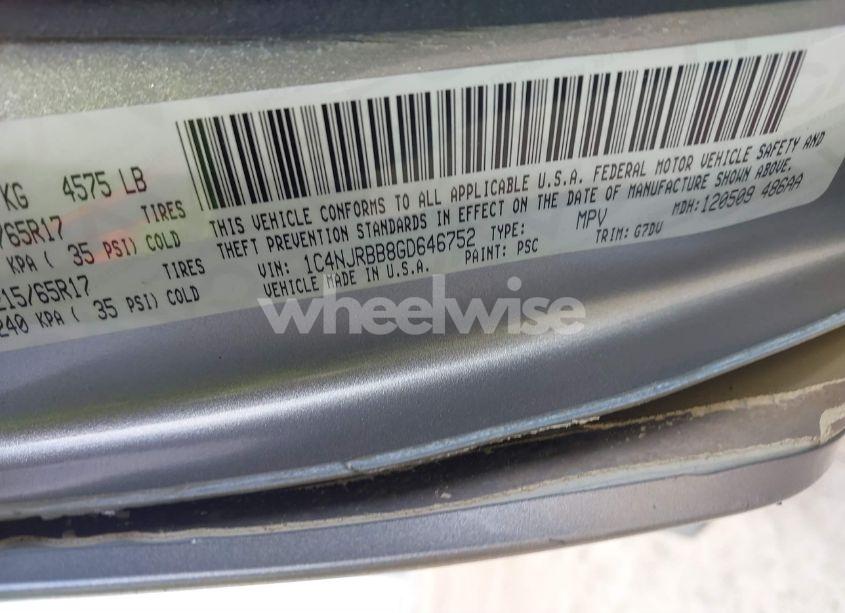 KG 4575 LB
/65R17 TIRES
KPA ( 35 PSI) COLD
215/65R17 TIRES
240 KPA ( 35 PSI) COLD
THIS VEHICLE CONFORMS TO ALL APPLICABLE U.S.A. FEDERAL MOTOR VEHICLE SAFETY AND
THEFT PREVENTION STANDARDS IN EFFECT ON THE DATE OF MANUFACTURE SHOWN ABOVE.
VIN: 1C4NJRBB8GD646752 TYPE: MPV MDH:120509 486AA
VEHICLE MADE IN U.S.A. PAINT: PSC TRIM: G7DV
wheelwise